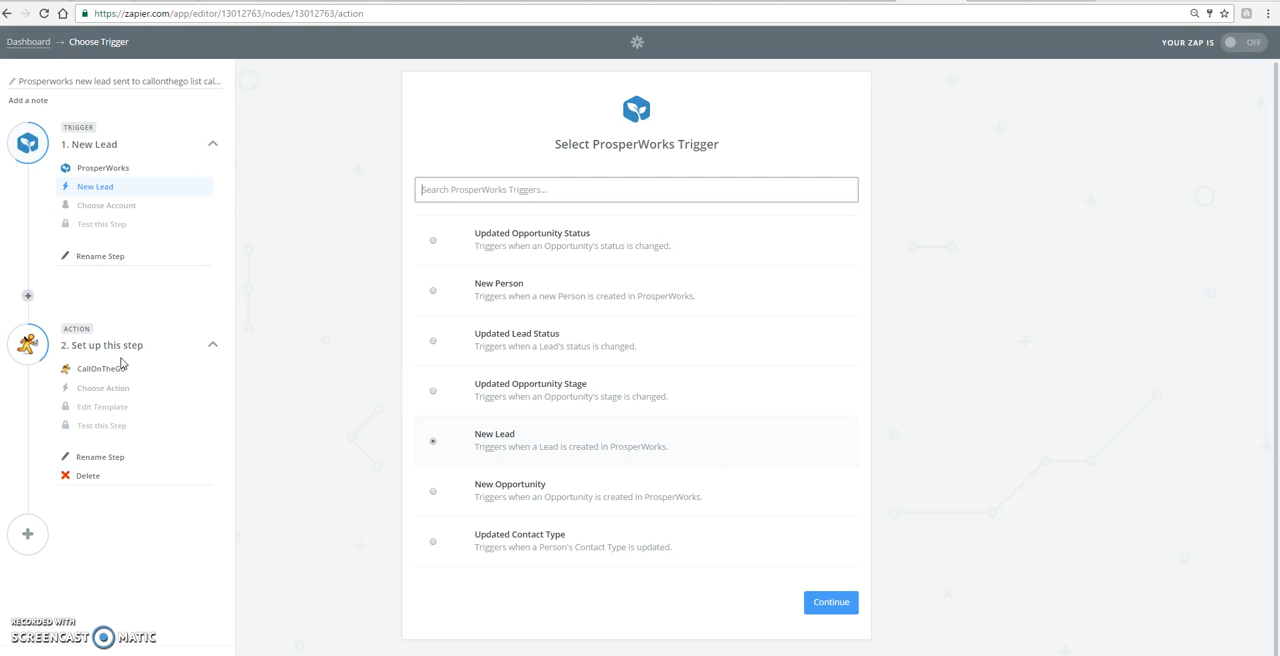 https://zapier.com/app/editor/13012763/nodes/13012763/action
Dashboard → Choose Trigger
YOUR ZAP IS OFF
Prosperworks new lead sent to callonthego list cal...
Add a note
TRIGGER
1. New Lead
ProsperWorks
New Lead
Choose Account
Test this Step
Rename Step
ACTION
2. Set up this step
CallOnTheGo
Choose Action
Edit Template
Test this Step
Rename Step
Delete
RECORDED WITH
SCREENCAST MATIC
Select ProsperWorks Trigger
Search ProsperWorks Triggers...
Updated Opportunity Status
Triggers when an Opportunity's status is changed.
New Person
Triggers when a new Person is created in ProsperWorks.
Updated Lead Status
Triggers when a Lead's status is changed.
Updated Opportunity Stage
Triggers when an Opportunity's stage is changed.
New Lead
Triggers when a Lead is created in ProsperWorks.
New Opportunity
Triggers when an Opportunity is created in ProsperWorks.
Updated Contact Type
Triggers when a Person's Contact Type is updated.
Continue